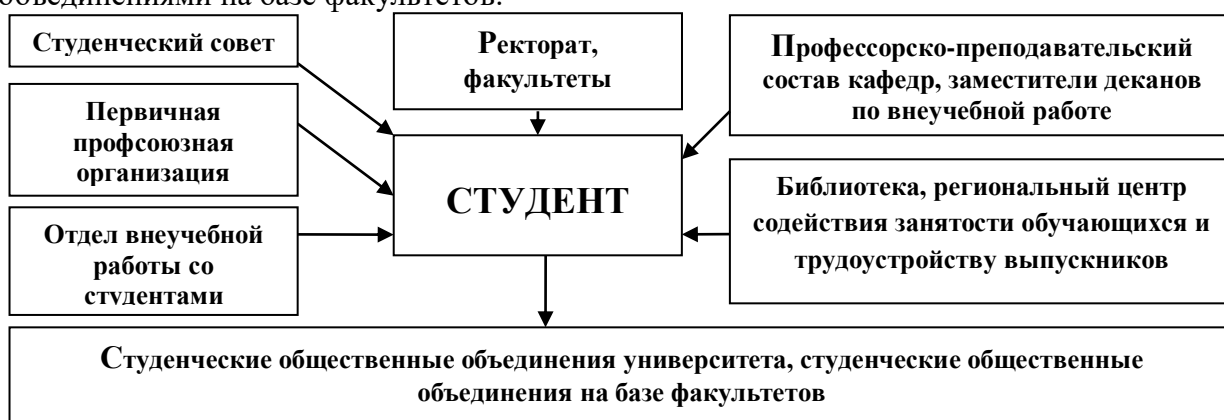 объединениями на базе факультетов.
Студенческий совет
Первичная
профсоюзная
организация
Отдел внеучебной
работы со
студентами
Ректорат,
факультеты
СТУДЕНТ
Профессорско-преподавательский
состав кафедр, заместители деканов
по внеучебной работе
Библиотека, региональный центр
содействия занятости обучающихся и
трудоустройству выпускников
Студенческие общественные объединения университета, студенческие общественные
объединения на базе факультетов